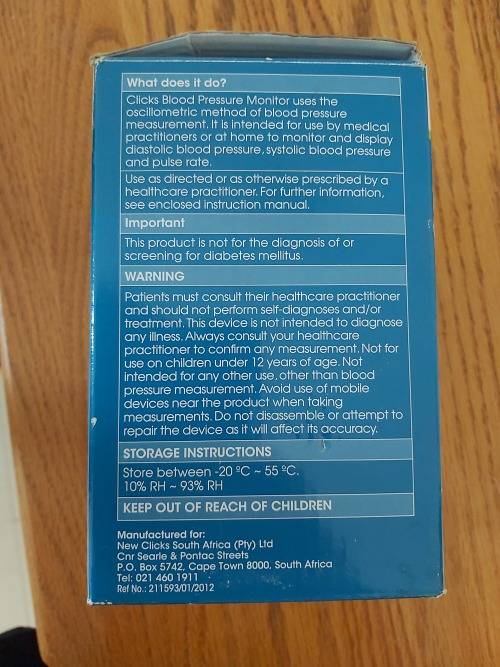 What does it do?
Clicks Blood Pressure Monitor uses the
oscillometric method of blood pressure
measurement. It is intended for use by medical
practitioners or at home to monitor and display
diastolic blood pressure, systolic blood pressure
and pulse rate.
Use as directed or as otherwise prescribed by a
healthcare practitioner. For further information,
see enclosed instruction manual.
Important
This product is not for the diagnosis of or
screening for diabetes mellitus.
WARNING
Patients must consult their healthcare practitioner
and should not perform self-diagnoses and/or
treatment. This device is not intended to diagnose
any illness. Always consult your healthcare
practitioner to confirm any measurement. Not for
use on children under 12 years of age. Not
intended for any other use, other than blood
pressure measurement. Avoid use of mobile
devices near the product when taking
measurements. Do not disassemble or attempt to
repair the device as it will affect its accuracy.
STORAGE INSTRUCTIONS
Store between -20 ºC ~ 55 ºC.
10% RH ~ 93% RH
KEEP OUT OF REACH OF CHILDREN
Manufactured for:
New Clicks South Africa (Pty) Ltd
Cnr Searle & Pontac Streets
P.O. Box 5742, Cape Town 8000, South Africa
Tel: 021 460 1911
Ref No.: 211593/01/2012